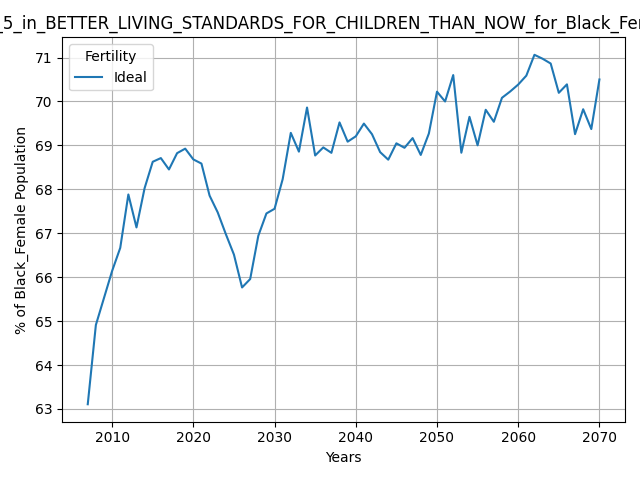 _5_in_BETTER_LIVING_STANDARDS_FOR_CHILDREN_THAN_NOW_for_Black_Fem
Fertility
Ideal
71
70
69
68
67
66
65
64
63
% of Black_Female Population
2010 2020 2030 2040 2050 2060 2070
Years